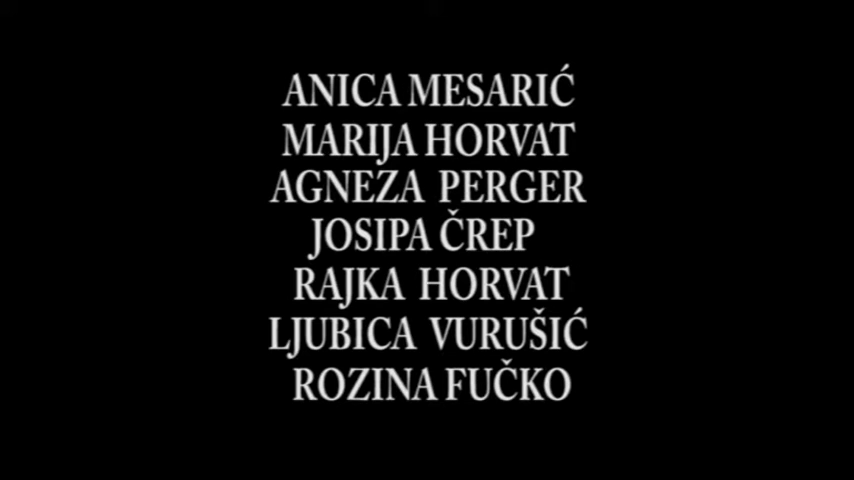 ANICA MESARIĆ
MARIJA HORVAT
AGNEZA PERGER
JOSIPA ČREP
RAJKA HORVAT
LJUBICA VURUŠIĆ
ROZINA FUČKO